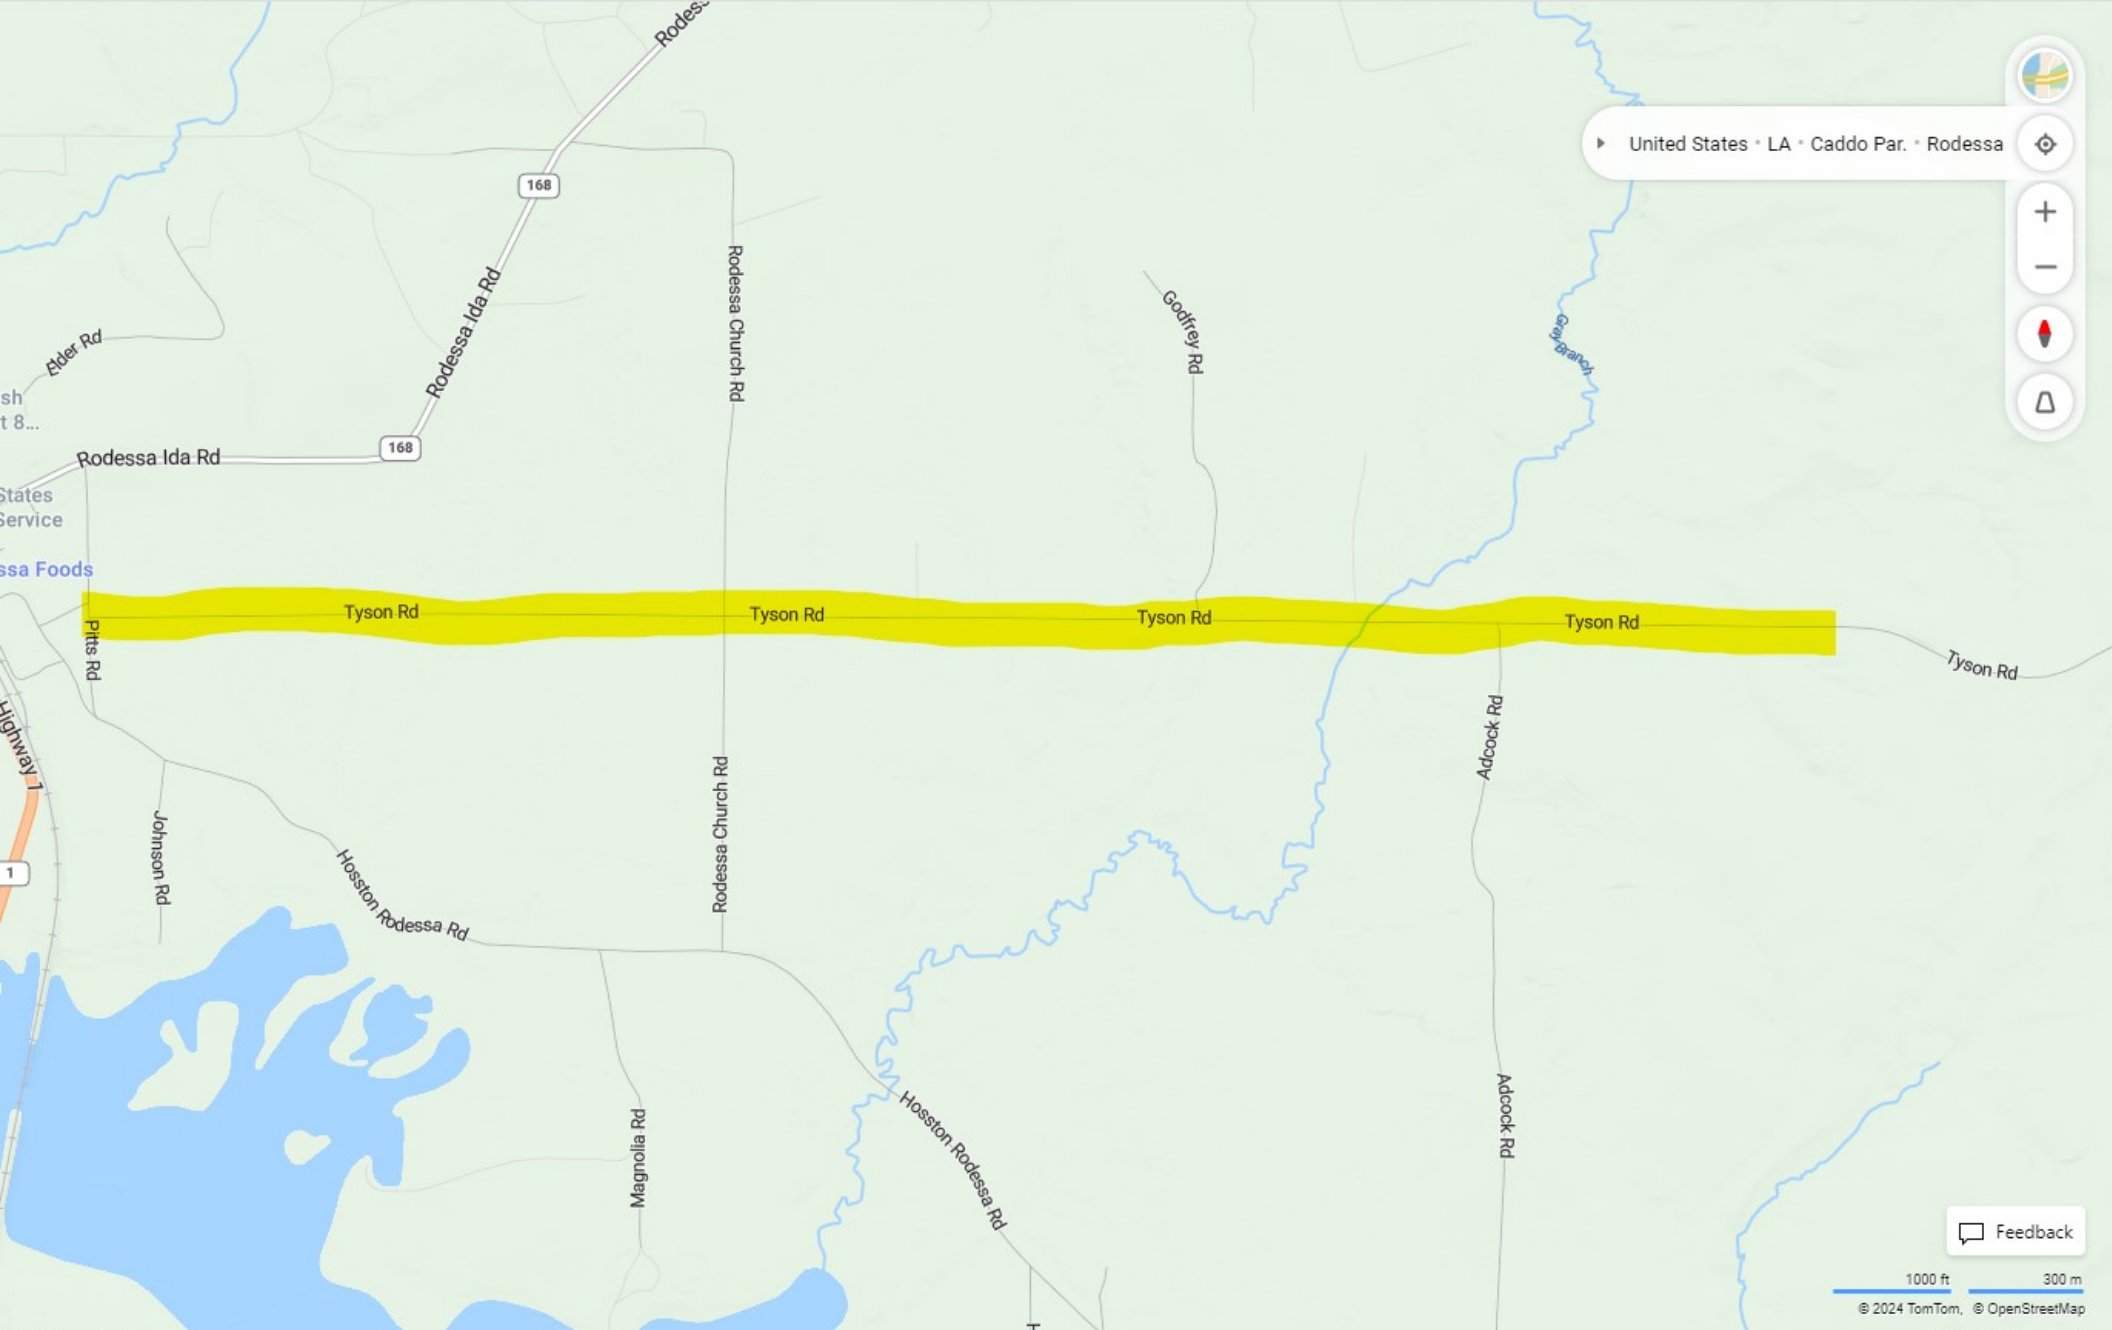 Rodess
United States • LA • Caddo Par. • Rodessa
168
Rodessa Ida Rd
Rodessa Church Rd
Godfrey Rd
Gray Branch
Elder Rd
sh
t 8...
168
Rodessa Ida Rd
States
Service
ssa Foods
Tyson Rd
Tyson Rd
Tyson Rd
Tyson Rd
Tyson Rd
Pitts Rd
Highway 1
Adcock Rd
Rodessa Church Rd
Johnson Rd
1
Hosston Rodessa Rd
Magnolia Rd
Hosston Rodessa Rd
Adcock Rd
Feedback
1000 ft
300 m
© 2024 TomTom, © OpenStreetMap
H